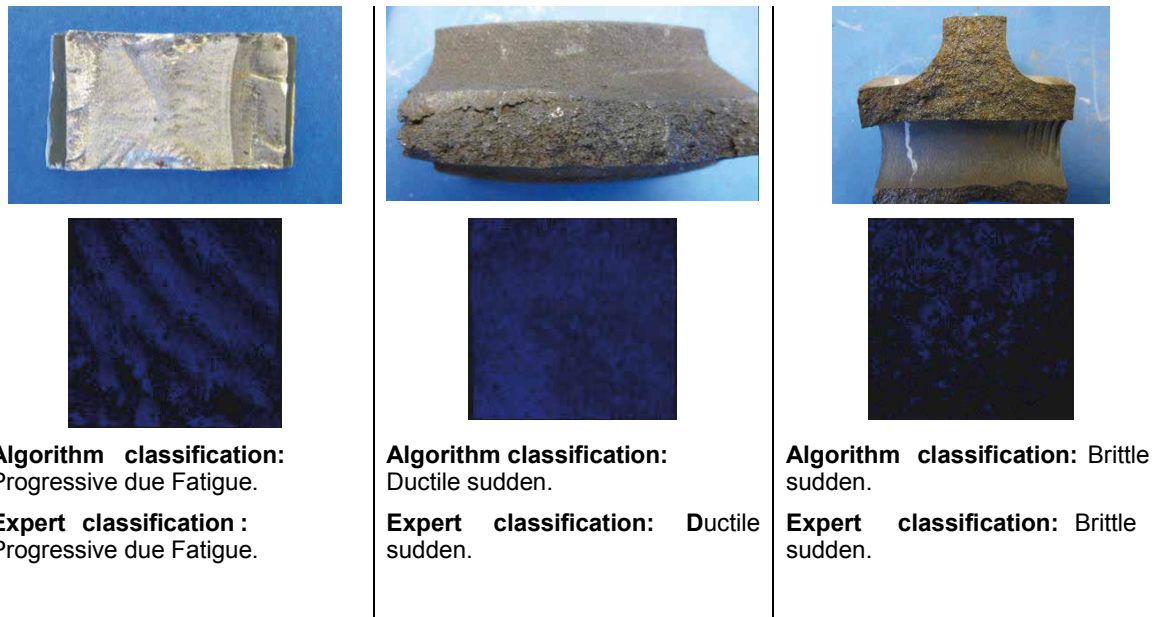 Algorithm classification:
Progressive due Fatigue.
Expert classification :
Progressive due Fatigue.
Algorithm classification:
Ductile sudden.
Expert classification: Ductile
sudden.
Algorithm classification: Brittle
sudden.
Expert classification: Brittle
sudden.